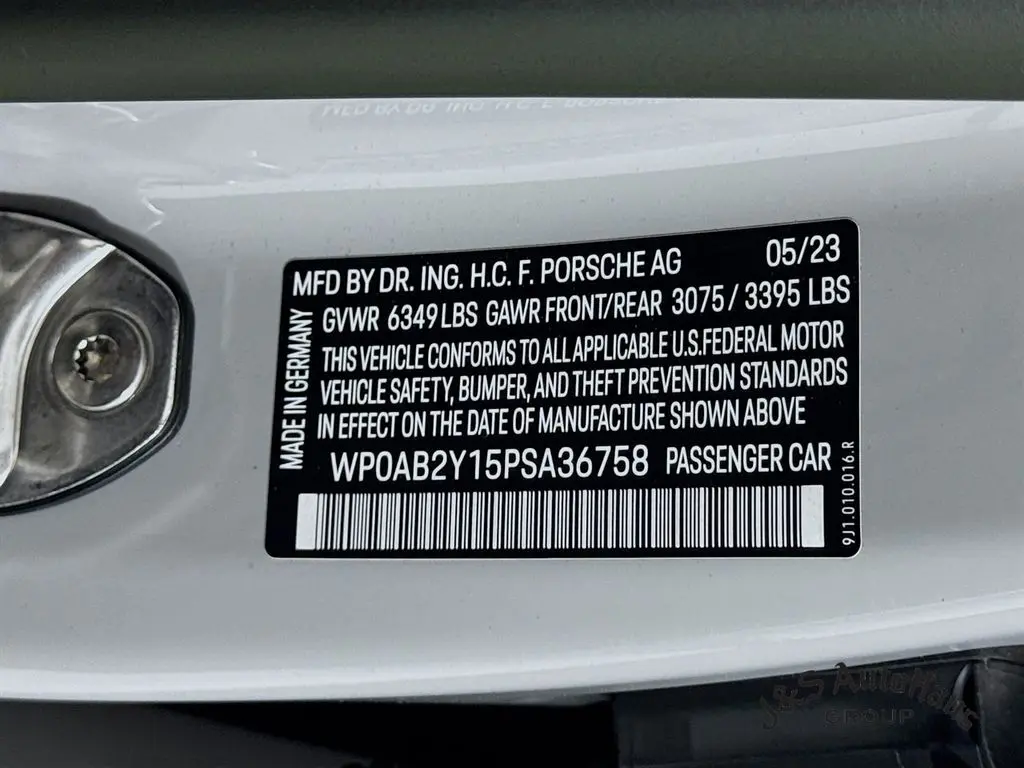 MFD BY DR. ING. H.C. F. PORSCHE AG 05/23
GVWR 6349 LBS GAWR FRONT/REAR 3075 / 3395 LBS
THIS VEHICLE CONFORMS TO ALL APPLICABLE U.S. FEDERAL MOTOR
VEHICLE SAFETY, BUMPER, AND THEFT PREVENTION STANDARDS
IN EFFECT ON THE DATE OF MANUFACTURE SHOWN ABOVE
WP0AB2Y15PSA36758 PASSENGER CAR
MADE IN GERMANY
9J1.010.016.R
J&S AutoHaus
GROUP